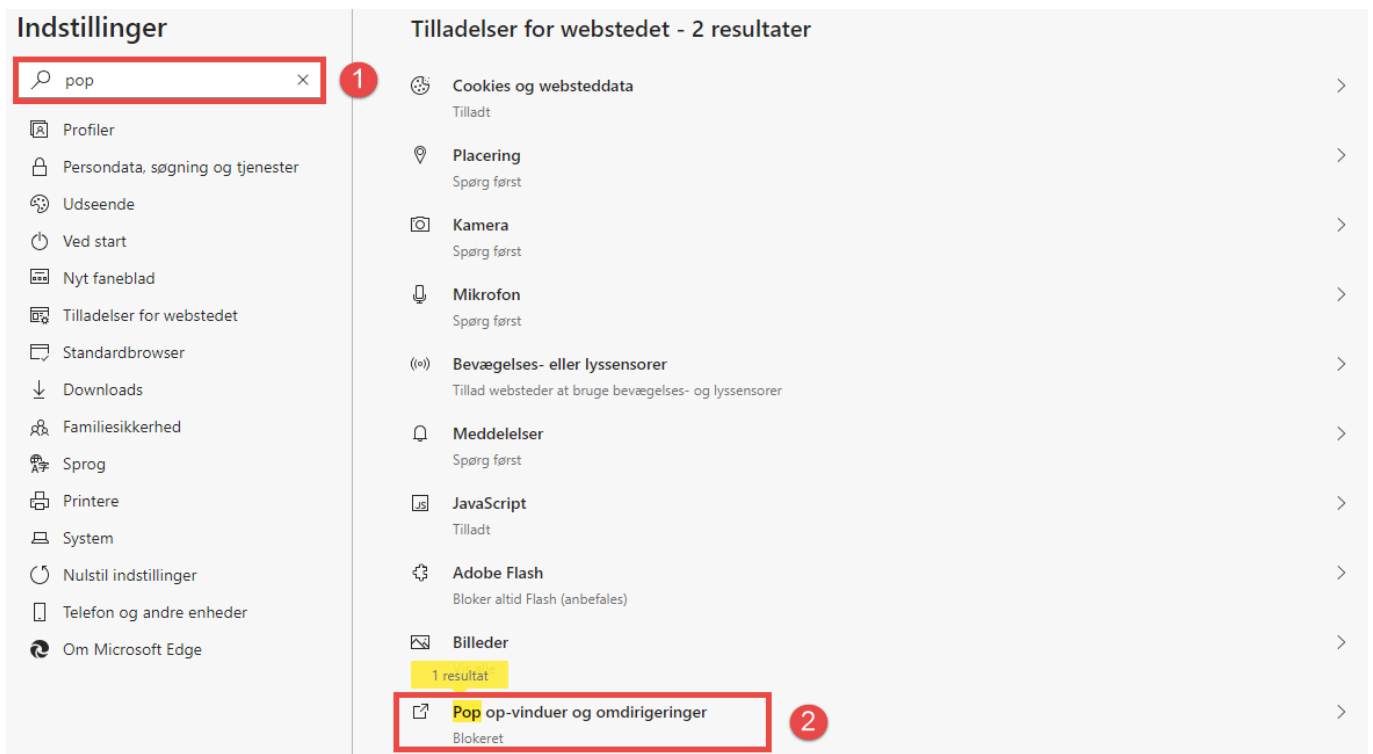 Indstillinger
pop
1
Profiler
Persondata, søgning og tjenester
Udseende
Ved start
Nyt faneblad
Tilladelser for webstedet
Standardbrowser
Downloads
Familiesikkerhed
Sprog
Printere
System
Nulstil indstillinger
Telefon og andre enheder
Om Microsoft Edge
Tilladelser for webstedet - 2 resultater
Cookies og websteddata
Tilladt
Placering
Spørg først
Kamera
Spørg først
Mikrofon
Spørg først
Bevægelses- eller lyssensorer
Tillad websteder at bruge bevægelses- og lyssensorer
Meddelelser
Spørg først
JS
JavaScript
Tilladt
Adobe Flash
Bloker altid Flash (anbefales)
Billeder
1 resultat
Pop op-vinduer og omdirigeringer
Blokeret
2